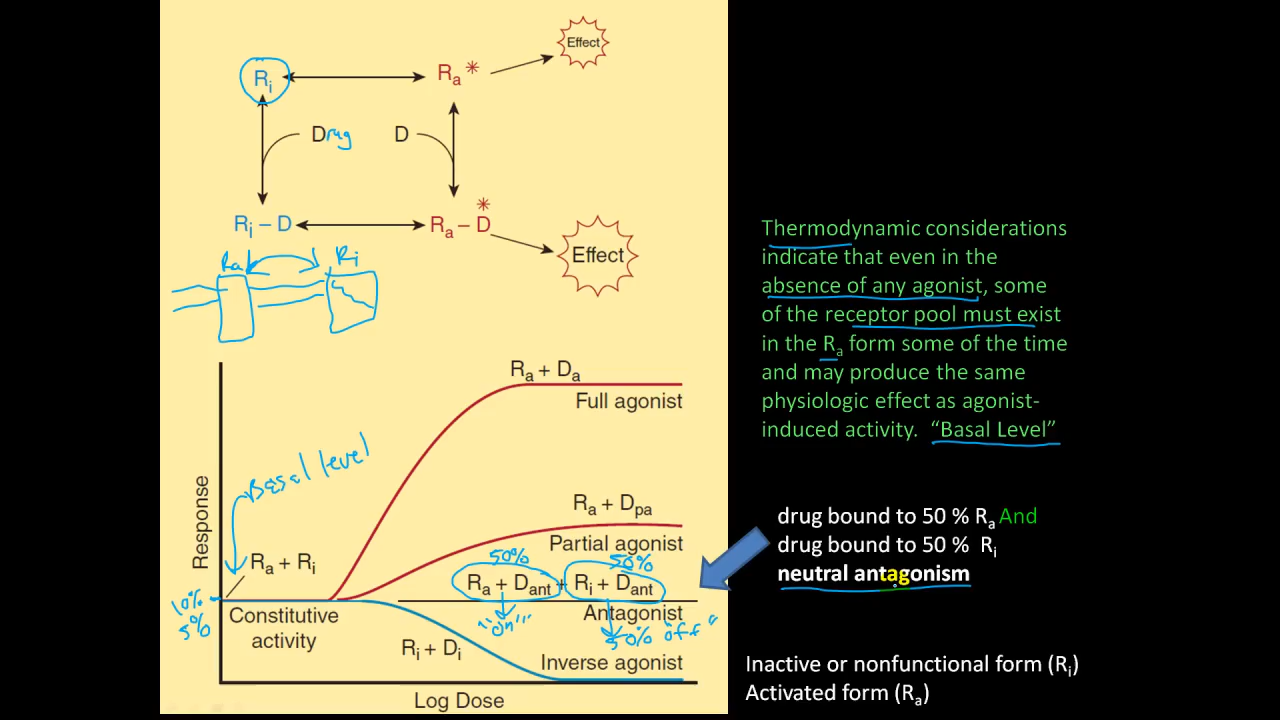 Effect
Ri
Ra *
Drug
D
*
Ri – D
Ra – D
Effect
Ra
Ri
Thermodynamic considerations
indicate that even in the
absence of any agonist, some
of the receptor pool must exist
in the Ra form some of the time
and may produce the same
physiologic effect as agonist-
induced activity. “Basal Level”
Ra + Da
Full agonist
Basal level
Response
Ra + Dpa
Partial agonist
50%
50%
Ra + Ri
Ra + Dant + Ri + Dant
10%
5%
Constitutive
activity
Antagonist
"on"
50% "off"
Ri + Di
Inverse agonist
Log Dose
drug bound to 50 % Ra And
drug bound to 50 % Ri
neutral antagonism
Inactive or nonfunctional form (Ri)
Activated form (Ra)